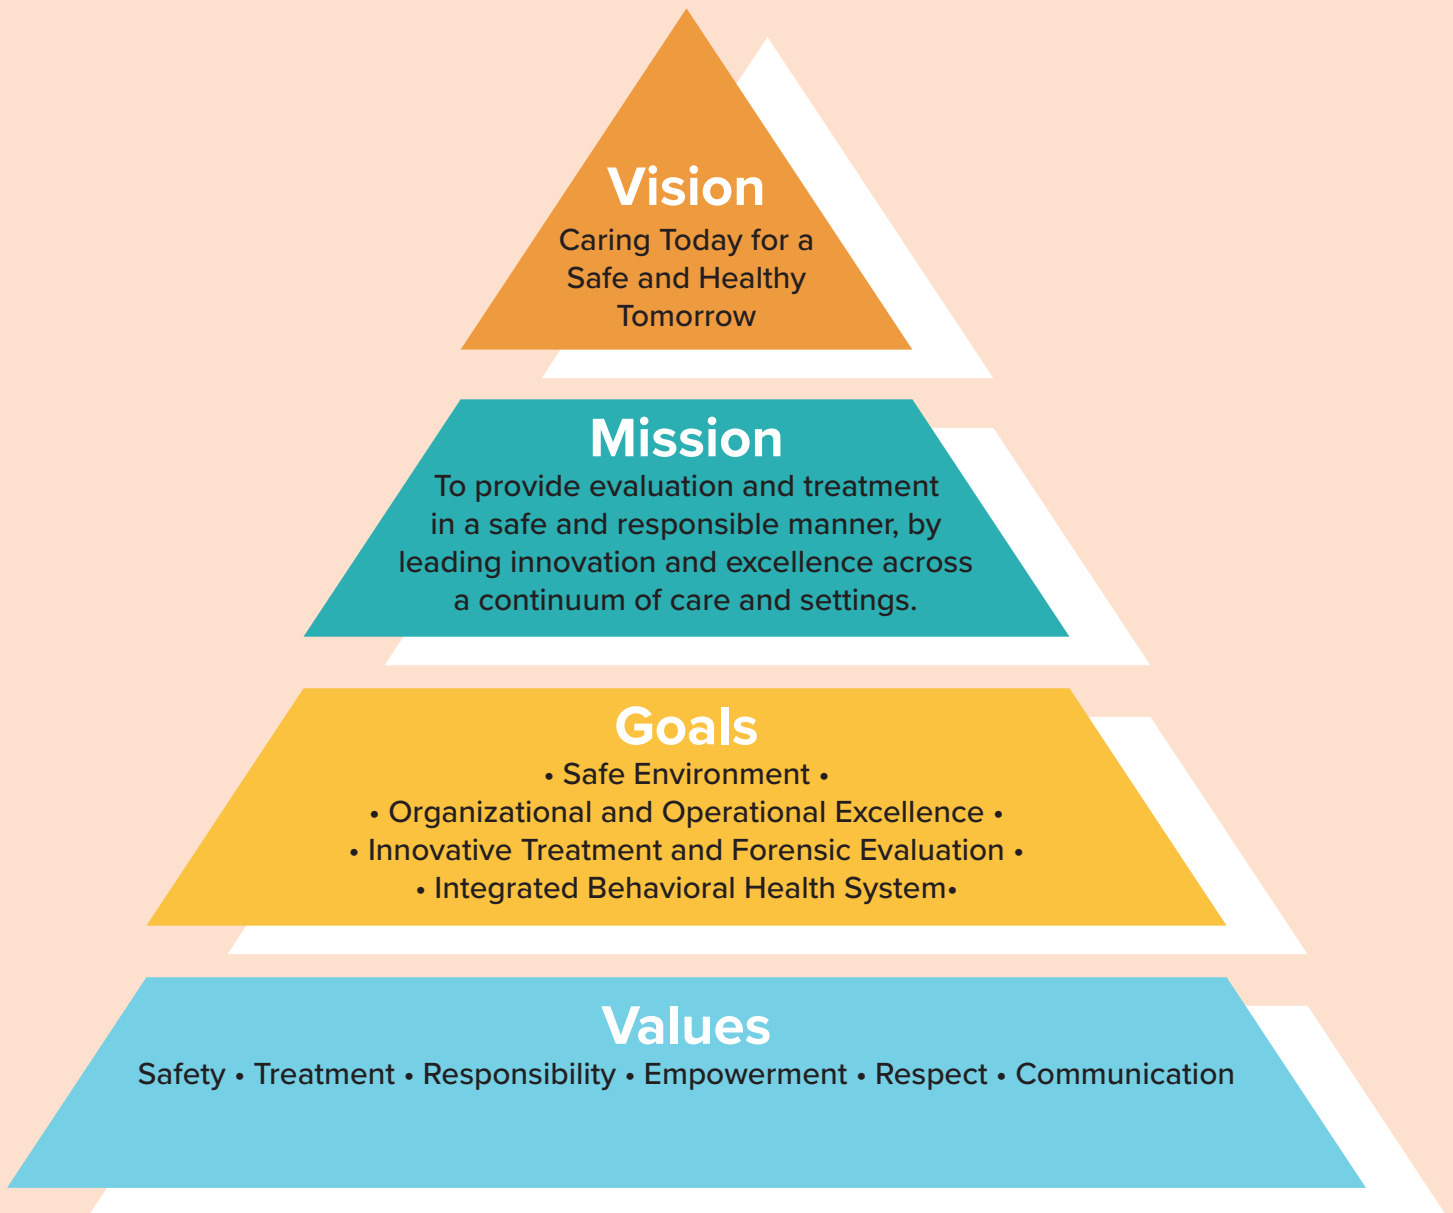 Vision
Caring Today for a
Safe and Healthy
Tomorrow
Mission
To provide evaluation and treatment
in a safe and responsible manner, by
leading innovation and excellence across
a continuum of care and settings.
Goals
• Safe Environment •
• Organizational and Operational Excellence •
• Innovative Treatment and Forensic Evaluation •
• Integrated Behavioral Health System•
Values
Safety • Treatment • Responsibility • Empowerment • Respect • Communication